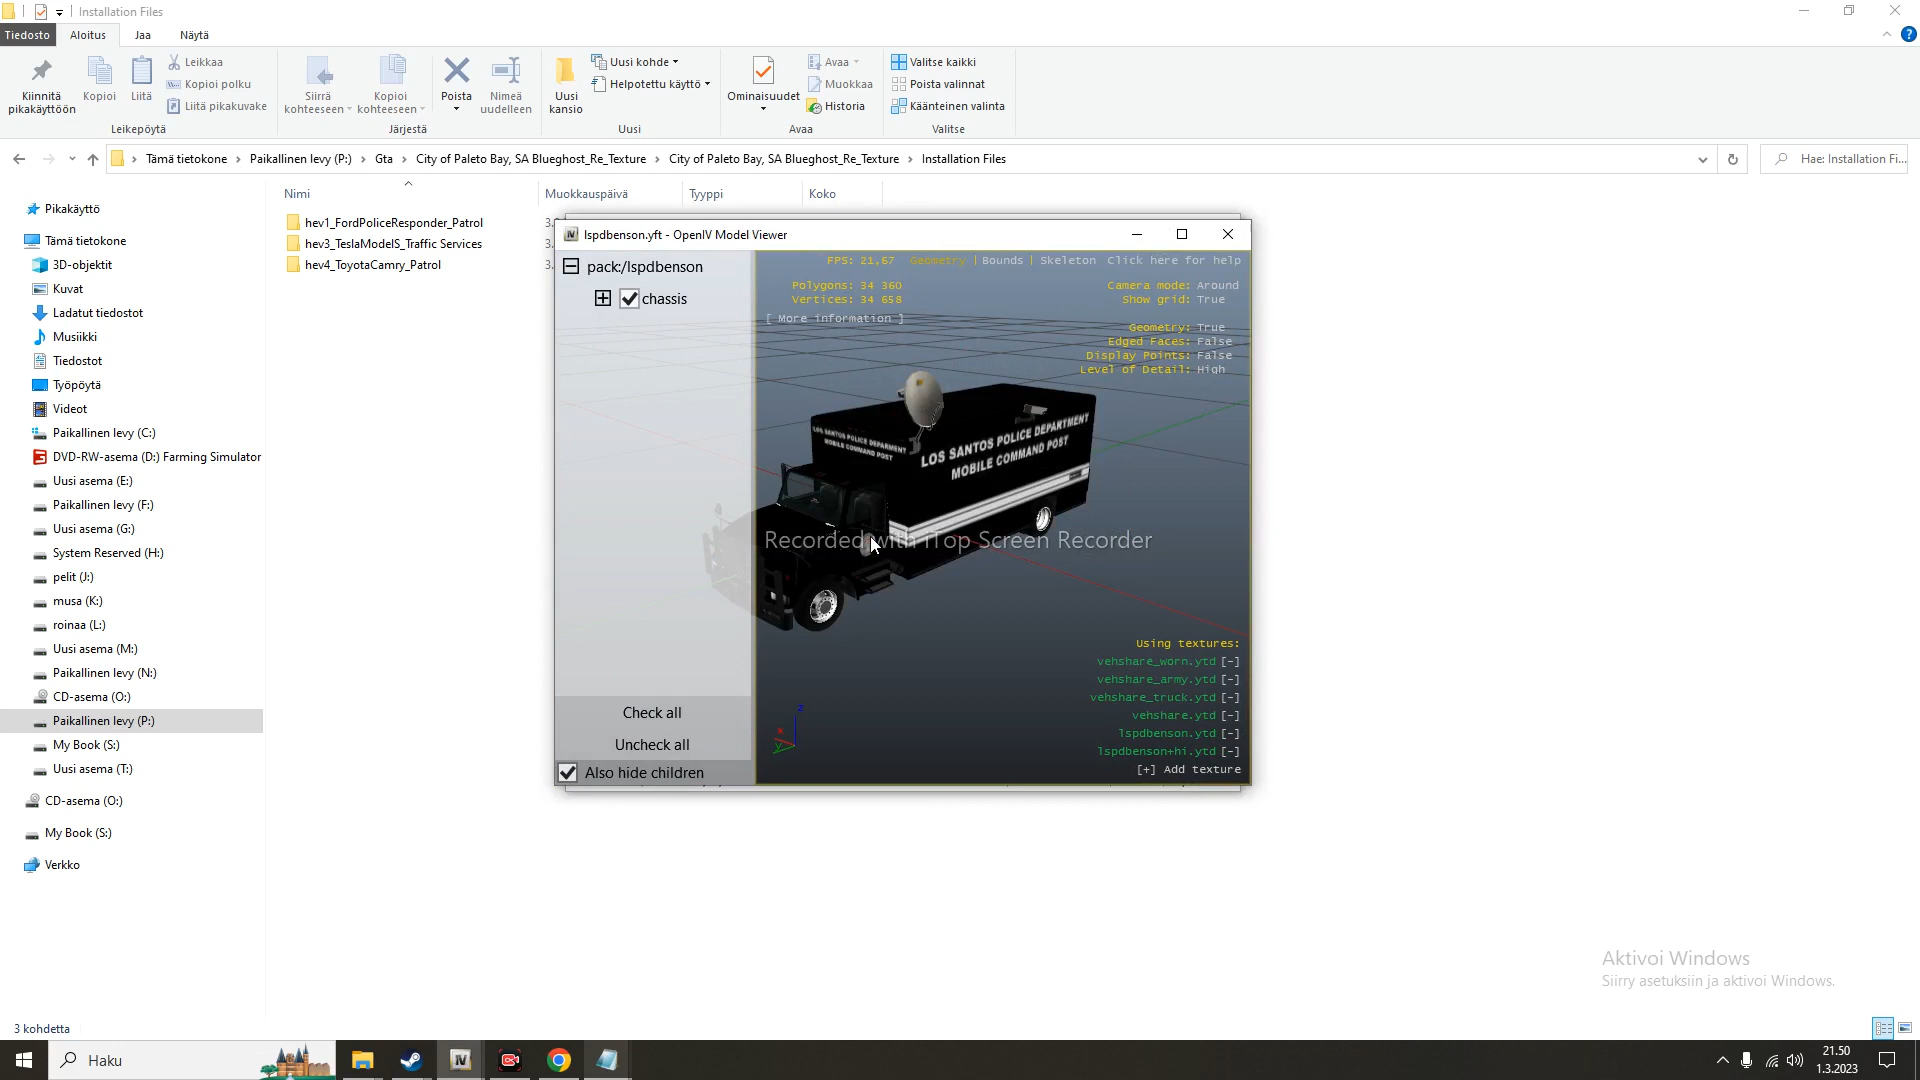 Installation Files
Tiedosto
Aloitus
Jaa
Näytä
Kiinnitä pikakäyttöön
Kopioi
Liitä
Leikkaa
Kopioi polku
Liitä pikakuvake
Leikepöytä
Siirrä kohteeseen
Kopioi kohteeseen
Poista
Nimeä uudelleen
Järjestä
Uusi kansio
Uusi kohde
Helpotettu käyttö
Uusi
Ominaisuudet
Avaa
Muokkaa
Historia
Avaa
Valitse kaikki
Poista valinnat
Käänteinen valinta
Valitse
Tämä tietokone
Paikallinen levy (P:)
Gta
City of Paleto Bay, SA Blueghost_Re_Texture
City of Paleto Bay, SA Blueghost_Re_Texture
Installation Files
Hae: Installation Fi...
Nimi
Muokkauspäivä
Tyyppi
Koko
hev1_FordPoliceResponder_Patrol
3.
hev3_TeslaModelS_Traffic Services
3.
hev4_ToyotaCamry_Patrol
3.
Pikakäyttö
Tämä tietokone
3D-objektit
Kuvat
Ladatut tiedostot
Musiikki
Tiedostot
Työpöytä
Videot
Paikallinen levy (C:)
DVD-RW-asema (D:) Farming Simulator
Uusi asema (E:)
Paikallinen levy (F:)
Uusi asema (G:)
System Reserved (H:)
pelit (J:)
musa (K:)
roinaa (L:)
Uusi asema (M:)
Paikallinen levy (N:)
CD-asema (O:)
Paikallinen levy (P:)
My Book (S:)
Uusi asema (T:)
CD-asema (O:)
My Book (S:)
Verkko
3 kohdetta
lspdbenson.yft - OpenIV Model Viewer
pack:/lspdbenson
chassis
Check all
Uncheck all
Also hide children
FPS: 21,67 Geometry | Bounds | Skeleton Click here for help
Polygons: 34 360
Vertices: 34 658
[ More information ]
Camera mode: Around
Show grid: True
Geometry: True
Edged Faces: False
Display Points: False
Level of Detail: High
LOS SANTOS POLICE DEPARTMENT
MOBILE COMMAND POST
LOS SANTOS POLICE DEPARTMENT
MOBILE COMMAND POST
Recorded with iTop Screen Recorder
Using textures:
vehshare_worn.ytd [-]
vehshare_army.ytd [-]
vehshare_truck.ytd [-]
vehshare.ytd [-]
lspdbenson.ytd [-]
lspdbenson+hi.ytd [-]
[+] Add texture
z
x
y
Aktivoi Windows
Siirry asetuksiin ja aktivoi Windows.
Haku
21.50
1.3.2023